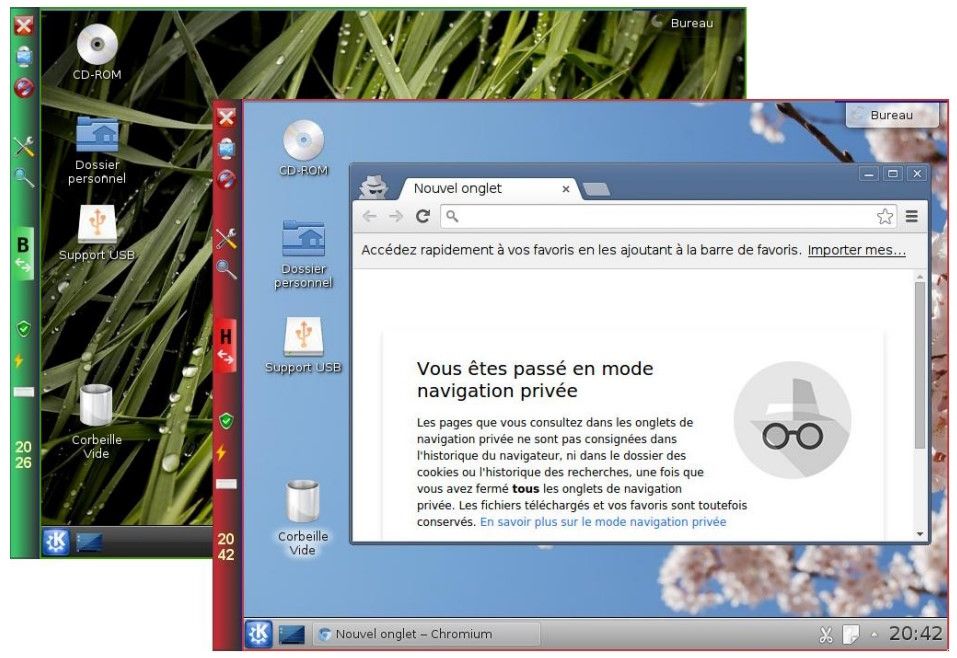 Bureau
CD-ROM
Dossier
personnel
Support USB
B
Corbeille
Vide
20
26
Bureau
CD-ROM
Dossier
personnel
Support USB
H
Corbeille
Vide
20
42
Nouvel onglet
Accédez rapidement à vos favoris en les ajoutant à la barre de favoris. Importer mes...
Vous êtes passé en mode
navigation privée
Les pages que vous consultez dans les onglets de
navigation privée ne sont pas consignées dans
l'historique du navigateur, ni dans le dossier des
cookies ou l'historique des recherches, une fois que
vous avez fermé tous les onglets de navigation
privée. Les fichiers téléchargés et vos favoris sont toutefois
conservés. En savoir plus sur le mode navigation privée
Nouvel onglet – Chromium
20:42